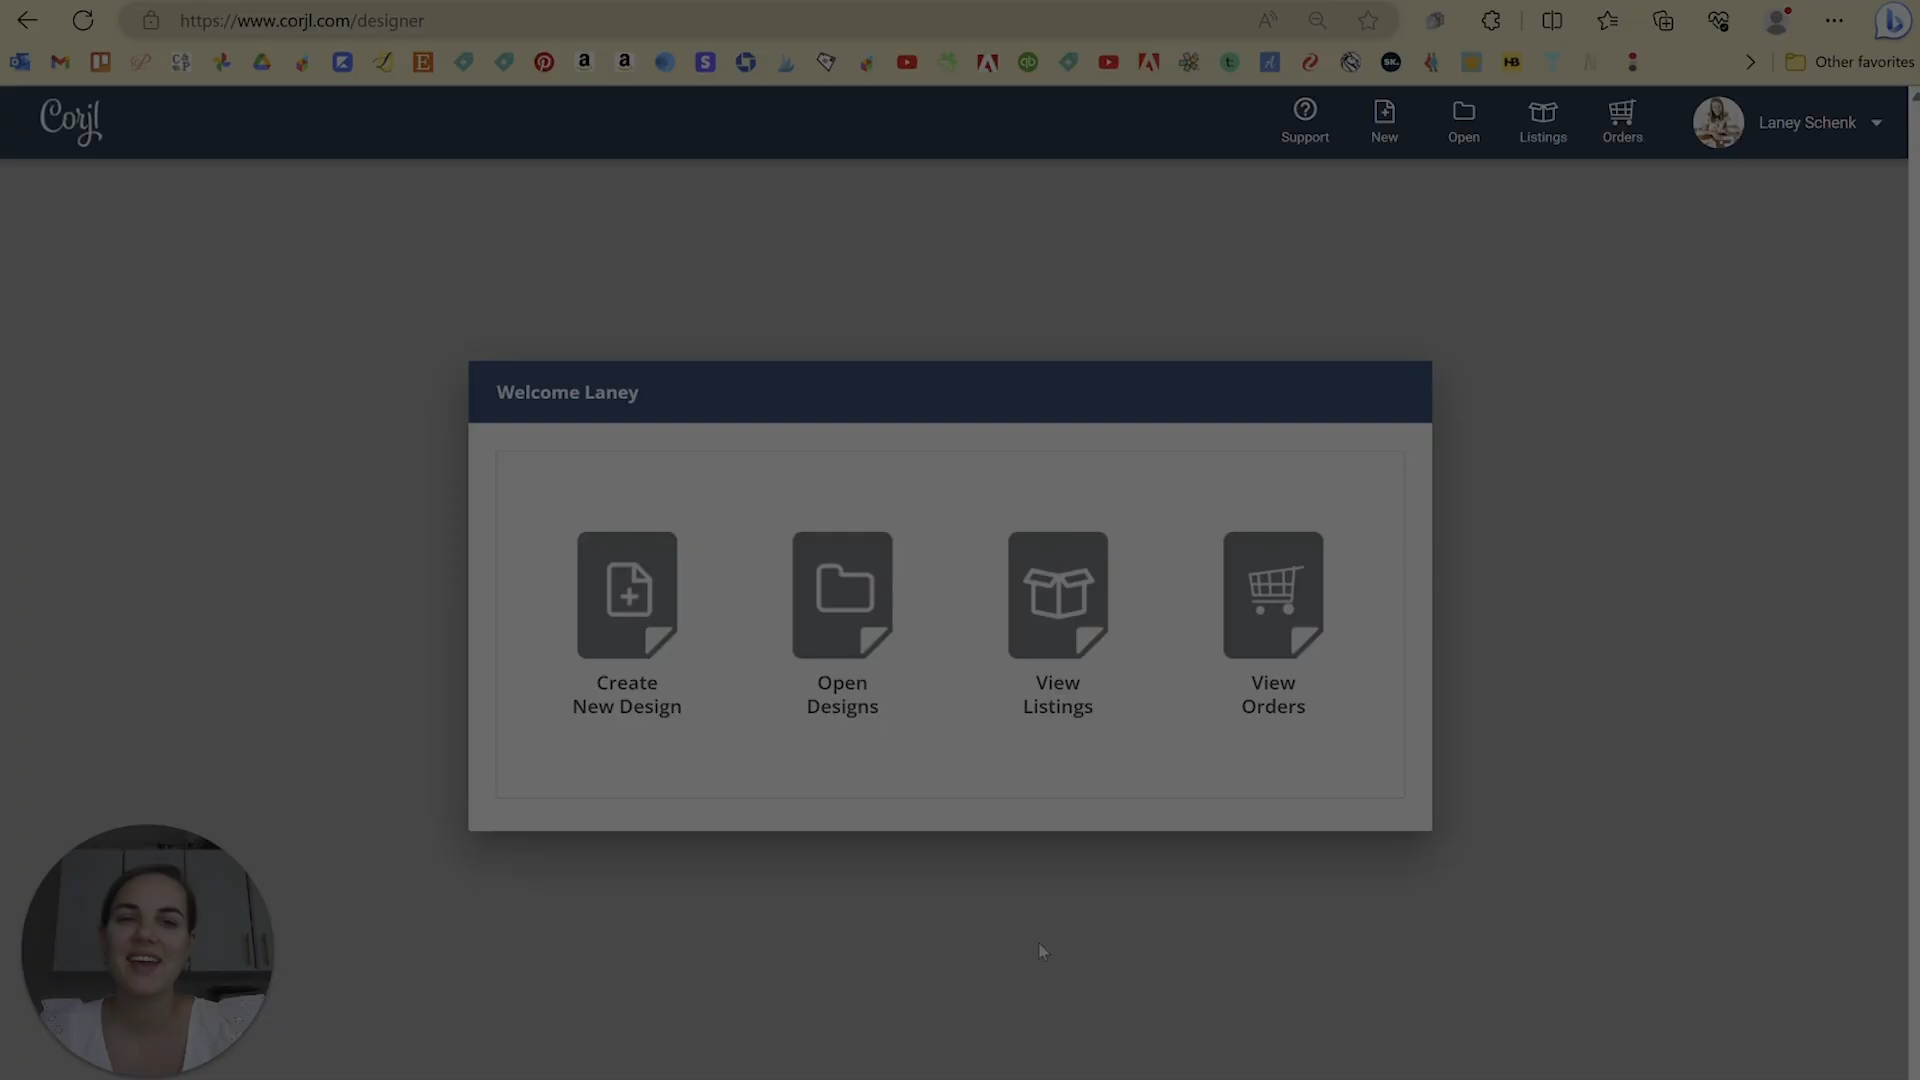 https://www.corjl.com/designer
Other favorites
Corjl
Support
New
Open
Listings
Orders
Laney Schenk
Welcome Laney
Create
New Design
Open
Designs
View
Listings
View
Orders